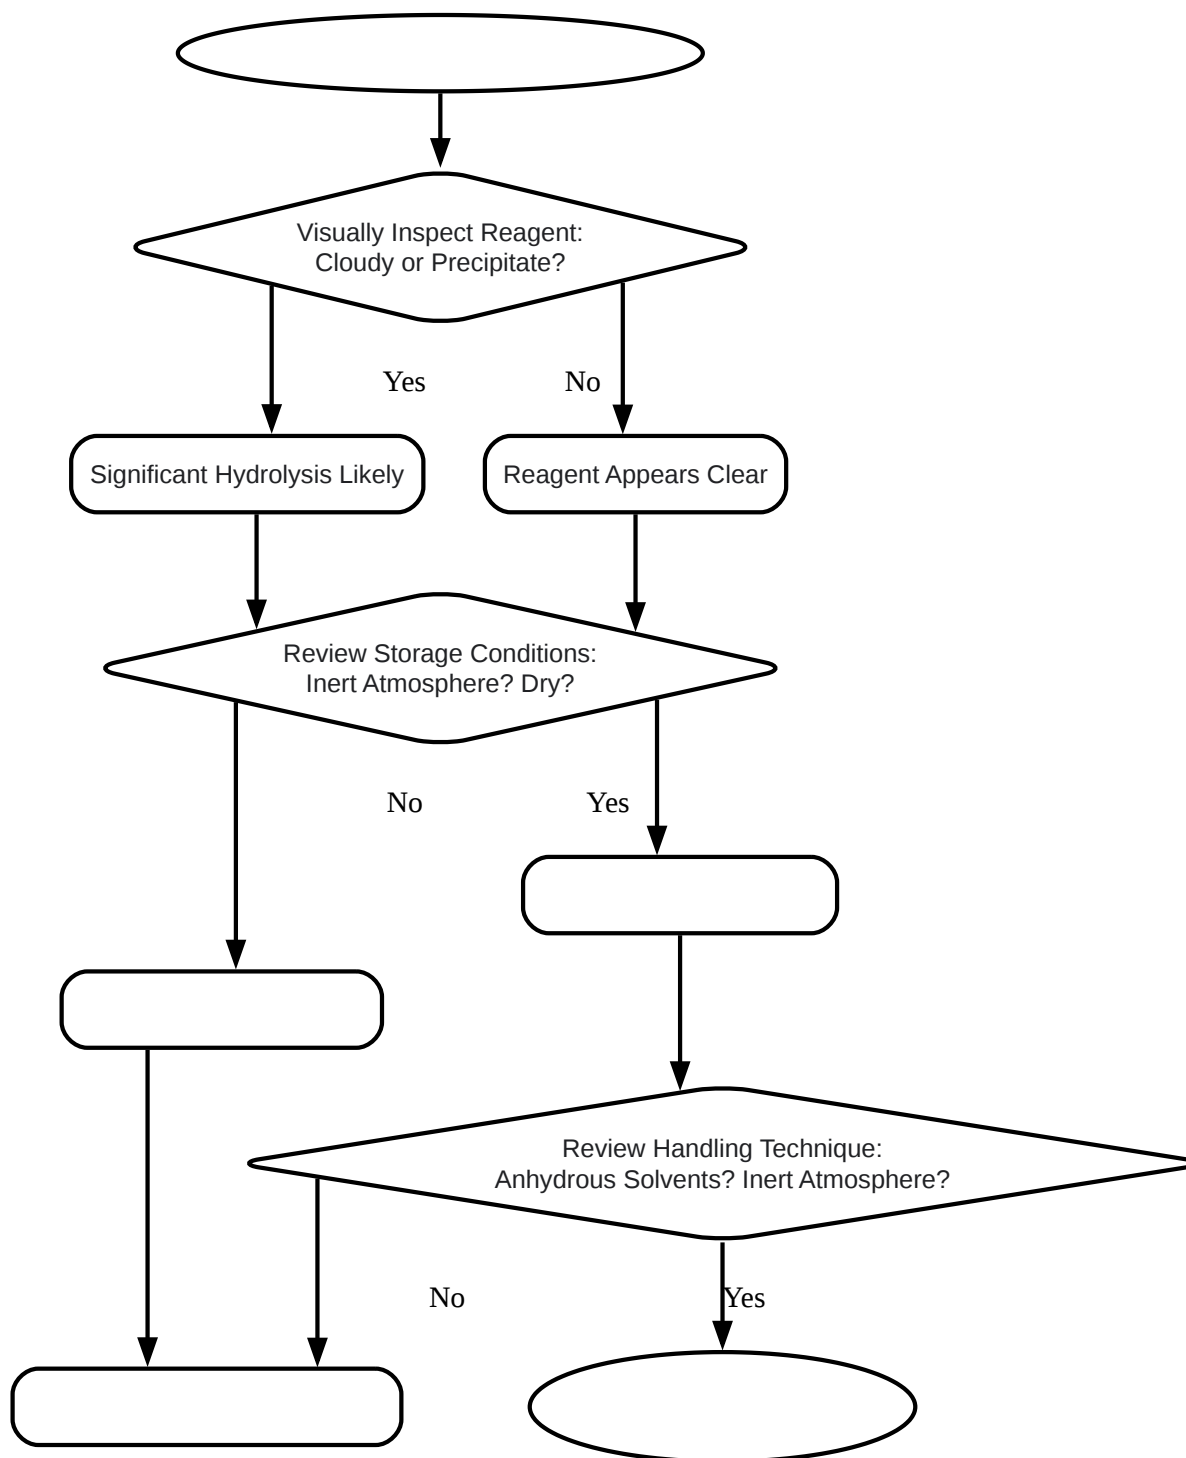 Visually Inspect Reagent:
Cloudy or Precipitate?
Yes
No
Significant Hydrolysis Likely
Reagent Appears Clear
Review Storage Conditions:
Inert Atmosphere? Dry?
No
Yes
Review Handling Technique:
Anhydrous Solvents? Inert Atmosphere?
No
Yes